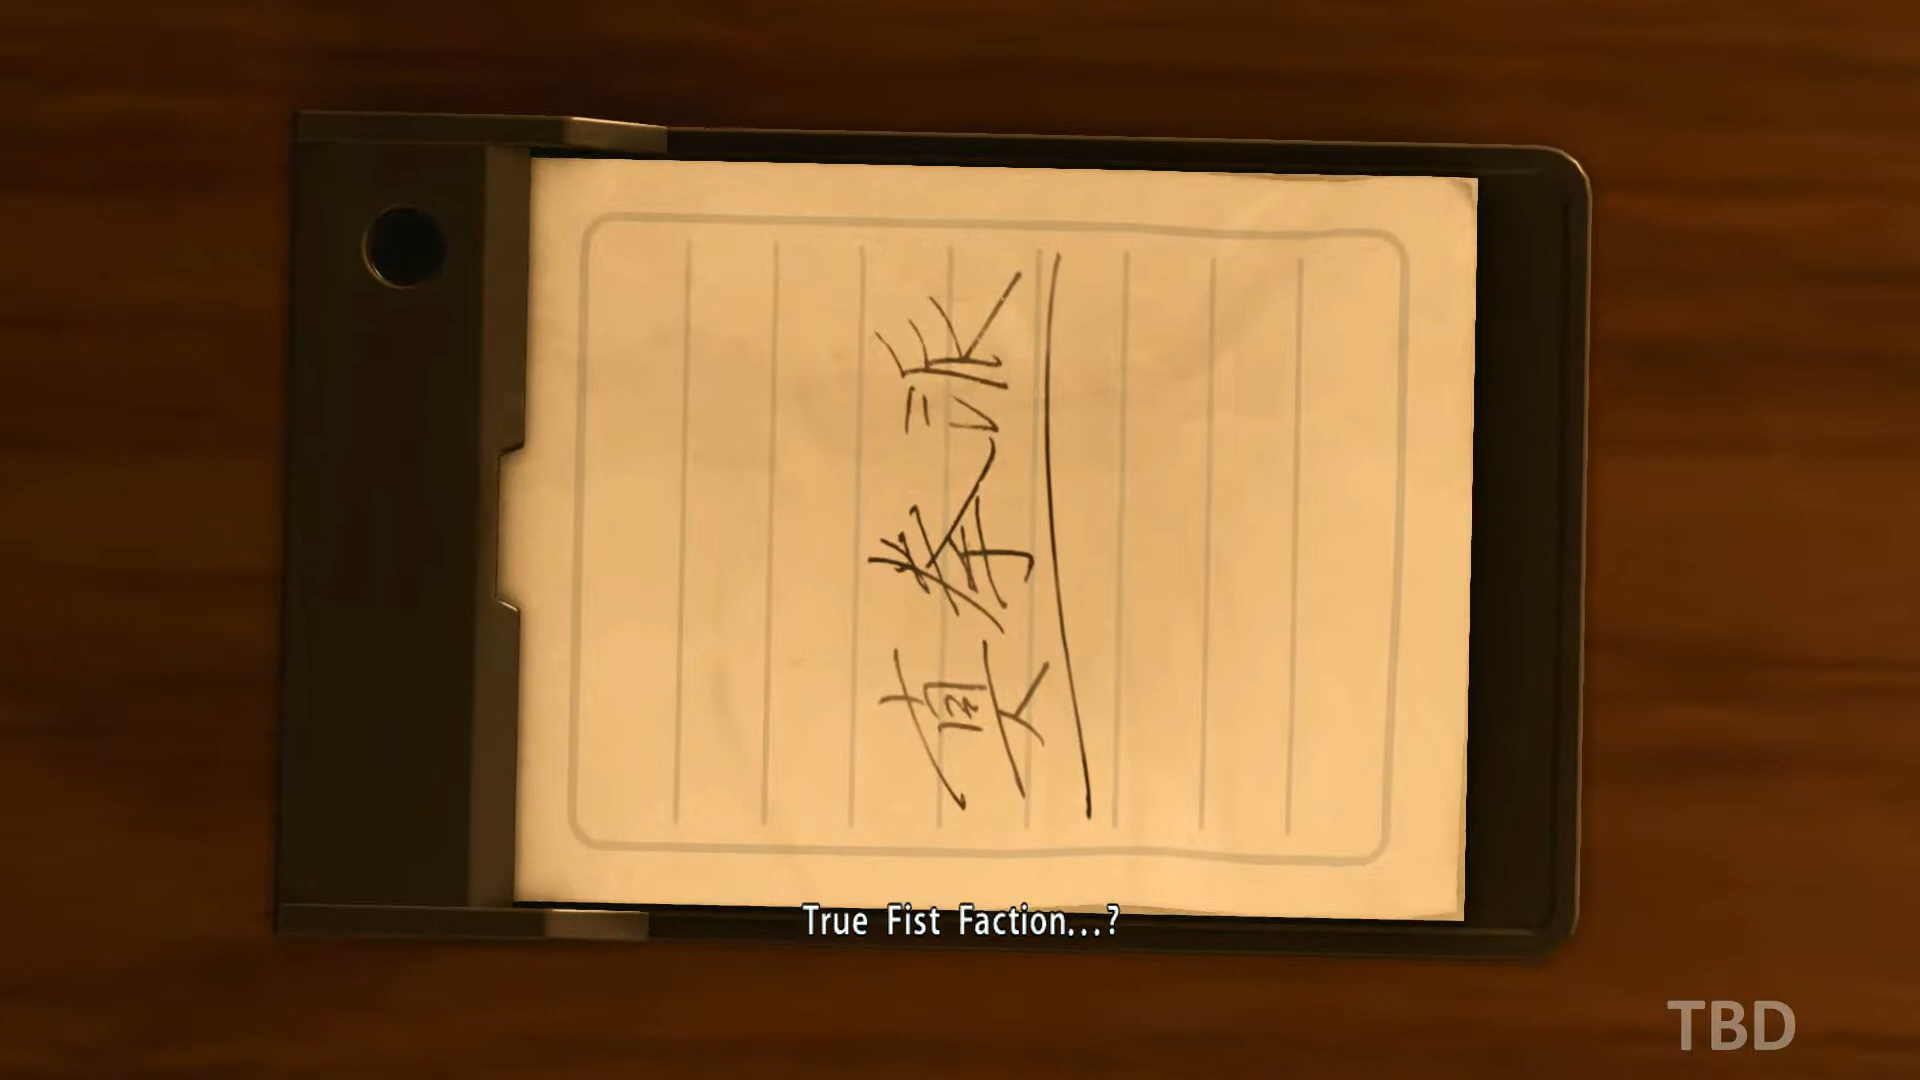 真拳派
True Fist Faction...?
TBD